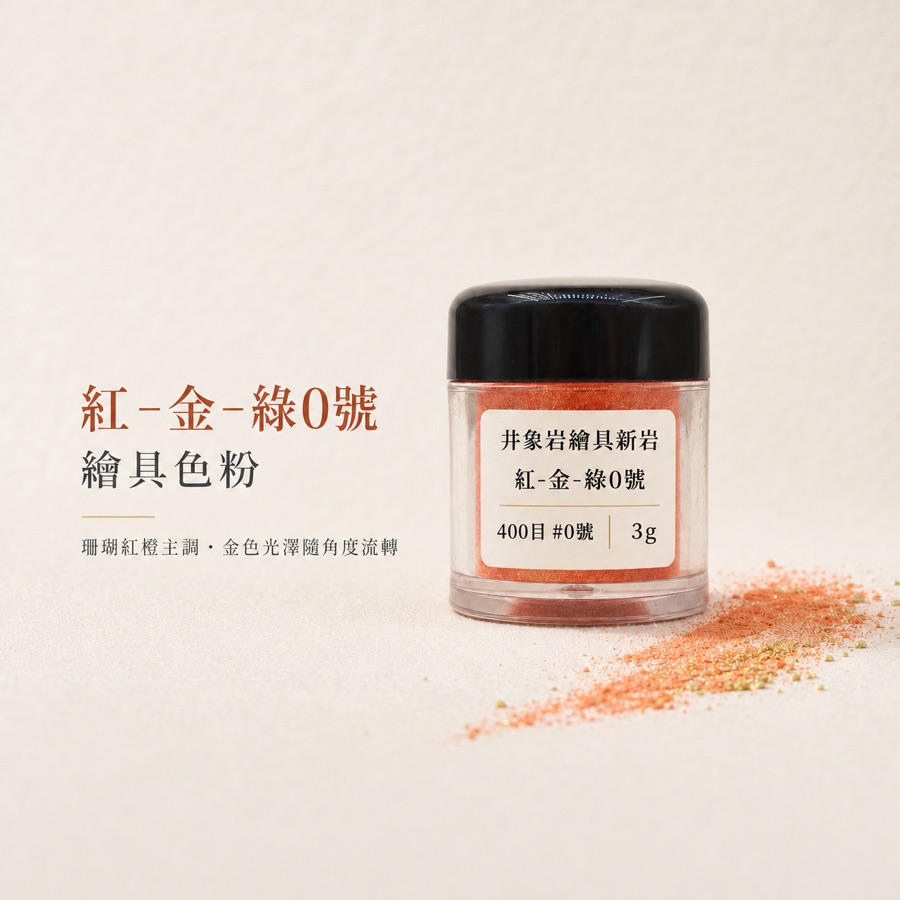 紅-金-綠0號
繪具色粉
珊瑚紅橙主調・金色光澤隨角度流轉
井象岩繪具新岩
紅-金-綠0號
400目 #0號 | 3g